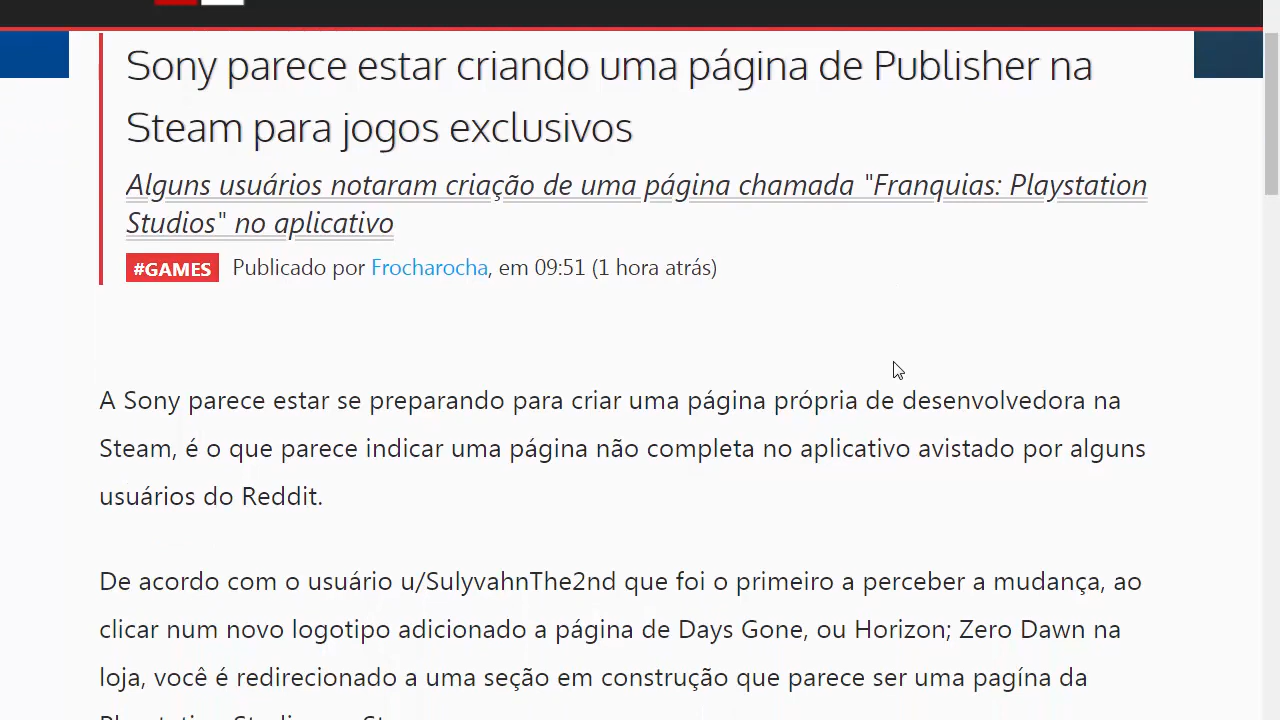 Sony parece estar criando uma página de Publisher na
Steam para jogos exclusivos
Alguns usuários notaram criação de uma página chamada "Franquias: Playstation
Studios" no aplicativo
#GAMES Publicado por Frocharocha, em 09:51 (1 hora atrás)
A Sony parece estar se preparando para criar uma página própria de desenvolvedora na
Steam, é o que parece indicar uma página não completa no aplicativo avistado por alguns
usuários do Reddit.
De acordo com o usuário u/SulyvahnThe2nd que foi o primeiro a perceber a mudança, ao
clicar num novo logotipo adicionado a página de Days Gone, ou Horizon; Zero Dawn na
loja, você é redirecionado a uma seção em construção que parece ser uma pagína da